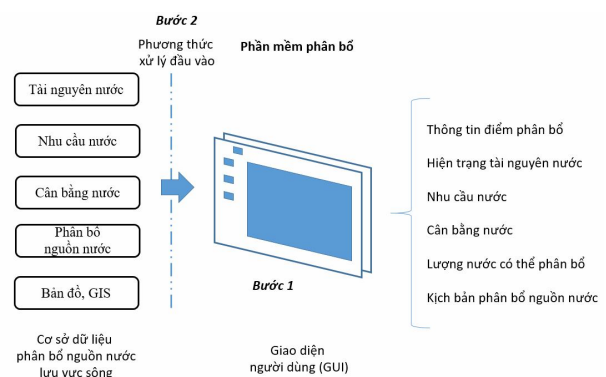 Bước 2
Phương thức
xử lý đầu vào
Phần mềm phân bổ
Tài nguyên nước
Nhu cầu nước
Cân bằng nước
Phân bổ
nguồn nước
Bản đồ, GIS
Cơ sở dữ liệu
phân bổ nguồn nước
lưu vực sông
Bước 1
Giao diện
người dùng (GUI)
Thông tin điểm phân bổ
Hiện trạng tài nguyên nước
Nhu cầu nước
Cân bằng nước
Lượng nước có thể phân bổ
Kịch bản phân bổ nguồn nước